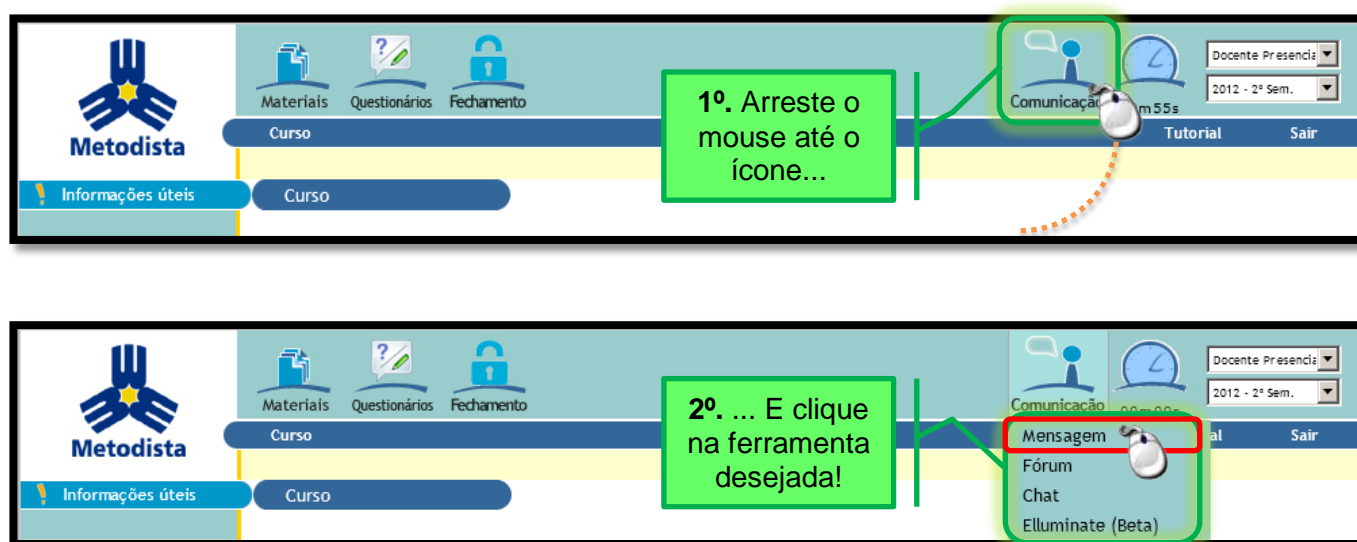 Metodista
Materiais
Questionários
Fechamento
1º. Arreste o
mouse até o
ícone...
Comunicação
m55s
Docente Presencia
2012 - 2º Sem.
Curso
Tutorial
Sair
Informações úteis
Curso
Metodista
Materiais
Questionários
Fechamento
2º. ... E clique
na ferramenta
desejada!
Comunicação
Docente Presencia
2012 - 2º Sem.
Curso
al
Sair
Mensagem
Fórum
Chat
Elluminate (Beta)
Informações úteis
Curso